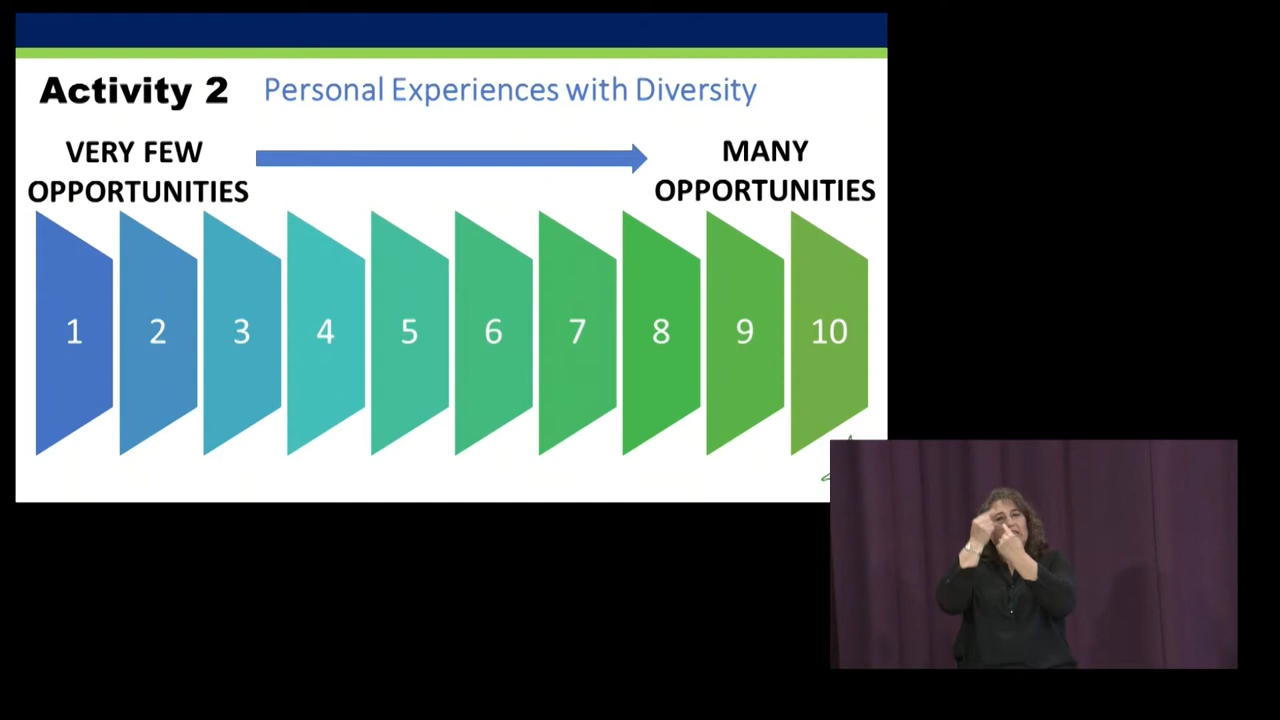 Activity 2 Personal Experiences with Diversity
VERY FEW
OPPORTUNITIES
MANY
OPPORTUNITIES
1 2 3 4 5 6 7 8 9 10